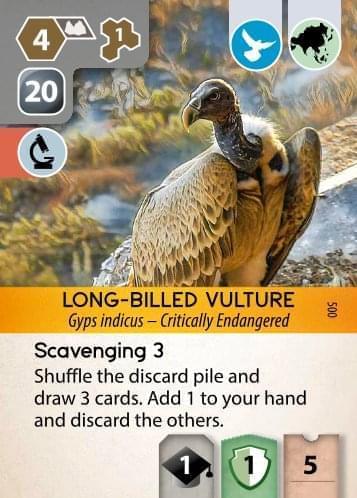 4
1
20
LONG-BILLED VULTURE
Gyps indicus – Critically Endangered
500
Scavenging 3
Shuffle the discard pile and
draw 3 cards. Add 1 to your hand
and discard the others.
1
1
5